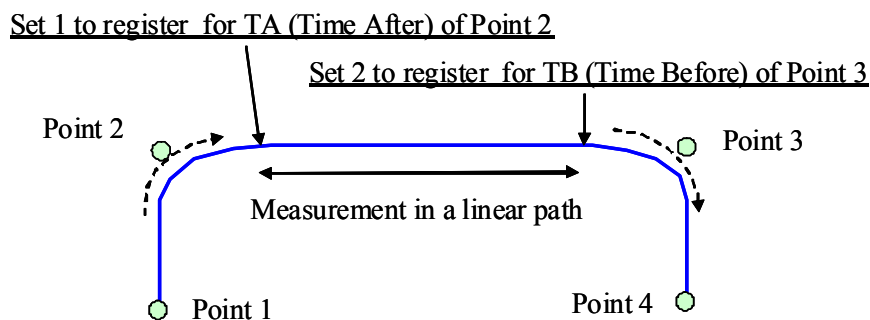 Set 1 to register for TA (Time After) of Point 2
Set 2 to register for TB (Time Before) of Point 3
Point 2
Point 3
Measurement in a linear path
Point 1
Point 4